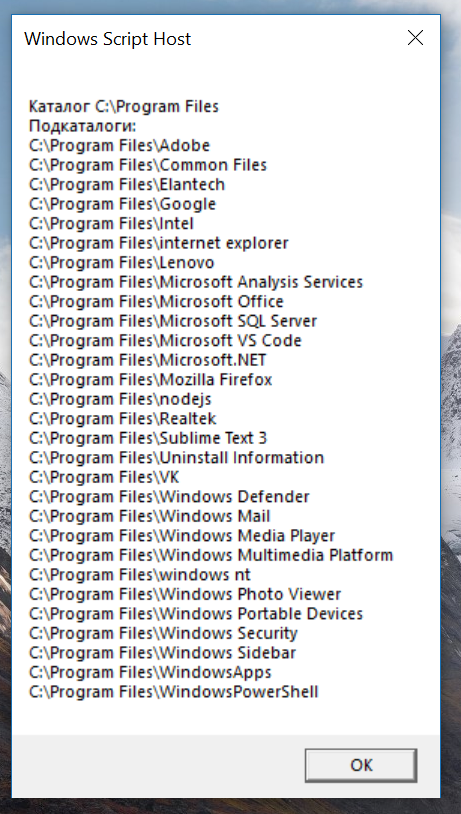 Windows Script Host
Каталог C:\Program Files
Подкаталоги:
C:\Program Files\Adobe
C:\Program Files\Common Files
C:\Program Files\Elantech
C:\Program Files\Google
C:\Program Files\Intel
C:\Program Files\internet explorer
C:\Program Files\Lenovo
C:\Program Files\Microsoft Analysis Services
C:\Program Files\Microsoft Office
C:\Program Files\Microsoft SQL Server
C:\Program Files\Microsoft VS Code
C:\Program Files\Microsoft.NET
C:\Program Files\Mozilla Firefox
C:\Program Files\nodejs
C:\Program Files\Realtek
C:\Program Files\Sublime Text 3
C:\Program Files\Uninstall Information
C:\Program Files\VK
C:\Program Files\Windows Defender
C:\Program Files\Windows Mail
C:\Program Files\Windows Media Player
C:\Program Files\Windows Multimedia Platform
C:\Program Files\windows nt
C:\Program Files\Windows Photo Viewer
C:\Program Files\Windows Portable Devices
C:\Program Files\Windows Security
C:\Program Files\Windows Sidebar
C:\Program Files\WindowsApps
C:\Program Files\WindowsPowerShell
OK